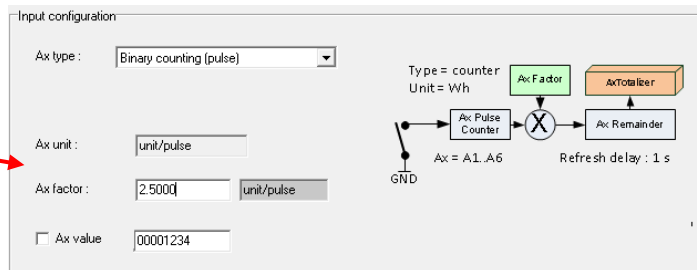 Input configuration
Ax type :
Binary counting (pulse)
Type = counter
Unit = Wh
Ax Factor
AxTotalizer
Ax Pulse
Counter
X
Ax Remainder
Ax = A1..A6
Refresh delay : 1 s
GND
Ax unit :
unit/pulse
Ax factor :
2.5000
unit/pulse
Ax value
00001234